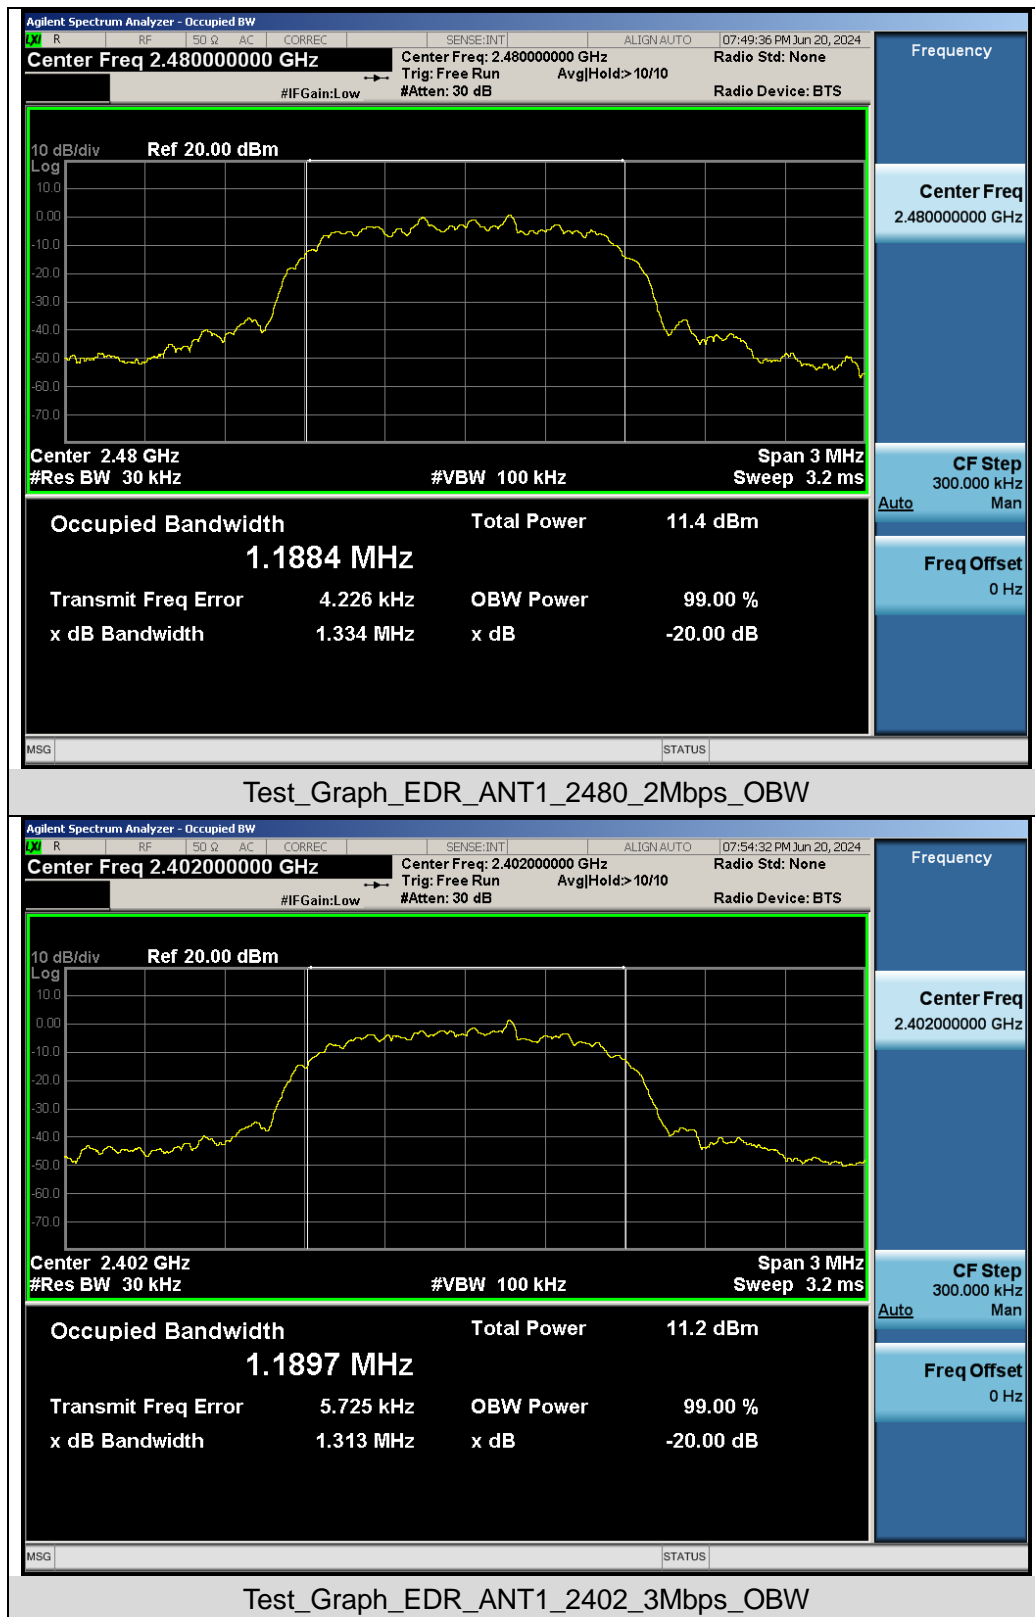 Agilent Spectrum Analyzer - Occupied BW
LXI R RF 50 Ω AC CORREC SENSE:INT ALIGN AUTO 07:49:36 PM Jun 20, 2024
Center Freq 2.480000000 GHz Center Freq: 2.480000000 GHz Radio Std: None Frequency
Trig: Free Run Avg|Hold:>10/10
#IFGain:Low #Atten: 30 dB Radio Device: BTS
10 dB/div Ref 20.00 dBm
Log
10.0
0.00
-10.0
-20.0
-30.0
-40.0
-50.0
-60.0
-70.0
Center 2.48 GHz Span 3 MHz
#Res BW 30 kHz #VBW 100 kHz Sweep 3.2 ms
Center Freq
2.480000000 GHz
CF Step
300.000 kHz
Auto Man
Freq Offset
0 Hz
Occupied Bandwidth Total Power 11.4 dBm
1.1884 MHz
Transmit Freq Error 4.226 kHz OBW Power 99.00 %
x dB Bandwidth 1.334 MHz x dB -20.00 dB
MSG STATUS
Test_Graph_EDR_ANT1_2480_2Mbps_OBW
Agilent Spectrum Analyzer - Occupied BW
LXI R RF 50 Ω AC CORREC SENSE:INT ALIGN AUTO 07:54:32 PM Jun 20, 2024
Center Freq 2.402000000 GHz Center Freq: 2.402000000 GHz Radio Std: None Frequency
Trig: Free Run Avg|Hold:>10/10
#IFGain:Low #Atten: 30 dB Radio Device: BTS
10 dB/div Ref 20.00 dBm
Log
10.0
0.00
-10.0
-20.0
-30.0
-40.0
-50.0
-60.0
-70.0
Center 2.402 GHz Span 3 MHz
#Res BW 30 kHz #VBW 100 kHz Sweep 3.2 ms
Center Freq
2.402000000 GHz
CF Step
300.000 kHz
Auto Man
Freq Offset
0 Hz
Occupied Bandwidth Total Power 11.2 dBm
1.1897 MHz
Transmit Freq Error 5.725 kHz OBW Power 99.00 %
x dB Bandwidth 1.313 MHz x dB -20.00 dB
MSG STATUS
Test_Graph_EDR_ANT1_2402_3Mbps_OBW